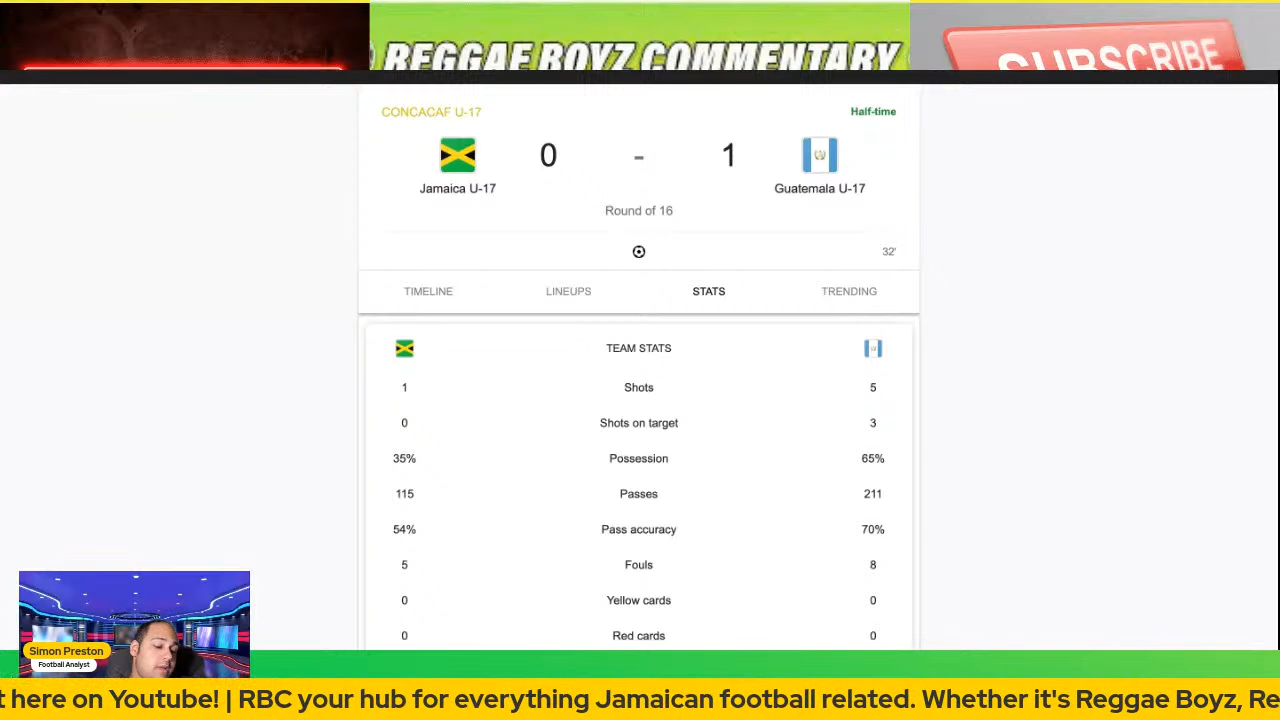 REGGAE BOYZ COMMENTARY
SUBSCRIBE
CONCACAF U-17
Half-time
0 - 1
Jamaica U-17
Guatemala U-17
Round of 16
32'
TIMELINE LINEUPS STATS TRENDING
TEAM STATS
1 Shots 5
0 Shots on target 3
35% Possession 65%
115 Passes 211
54% Pass accuracy 70%
5 Fouls 8
0 Yellow cards 0
0 Red cards 0
Simon Preston
Football Analyst
t here on Youtube! | RBC your hub for everything Jamaican football related. Whether it's Reggae Boyz, Re